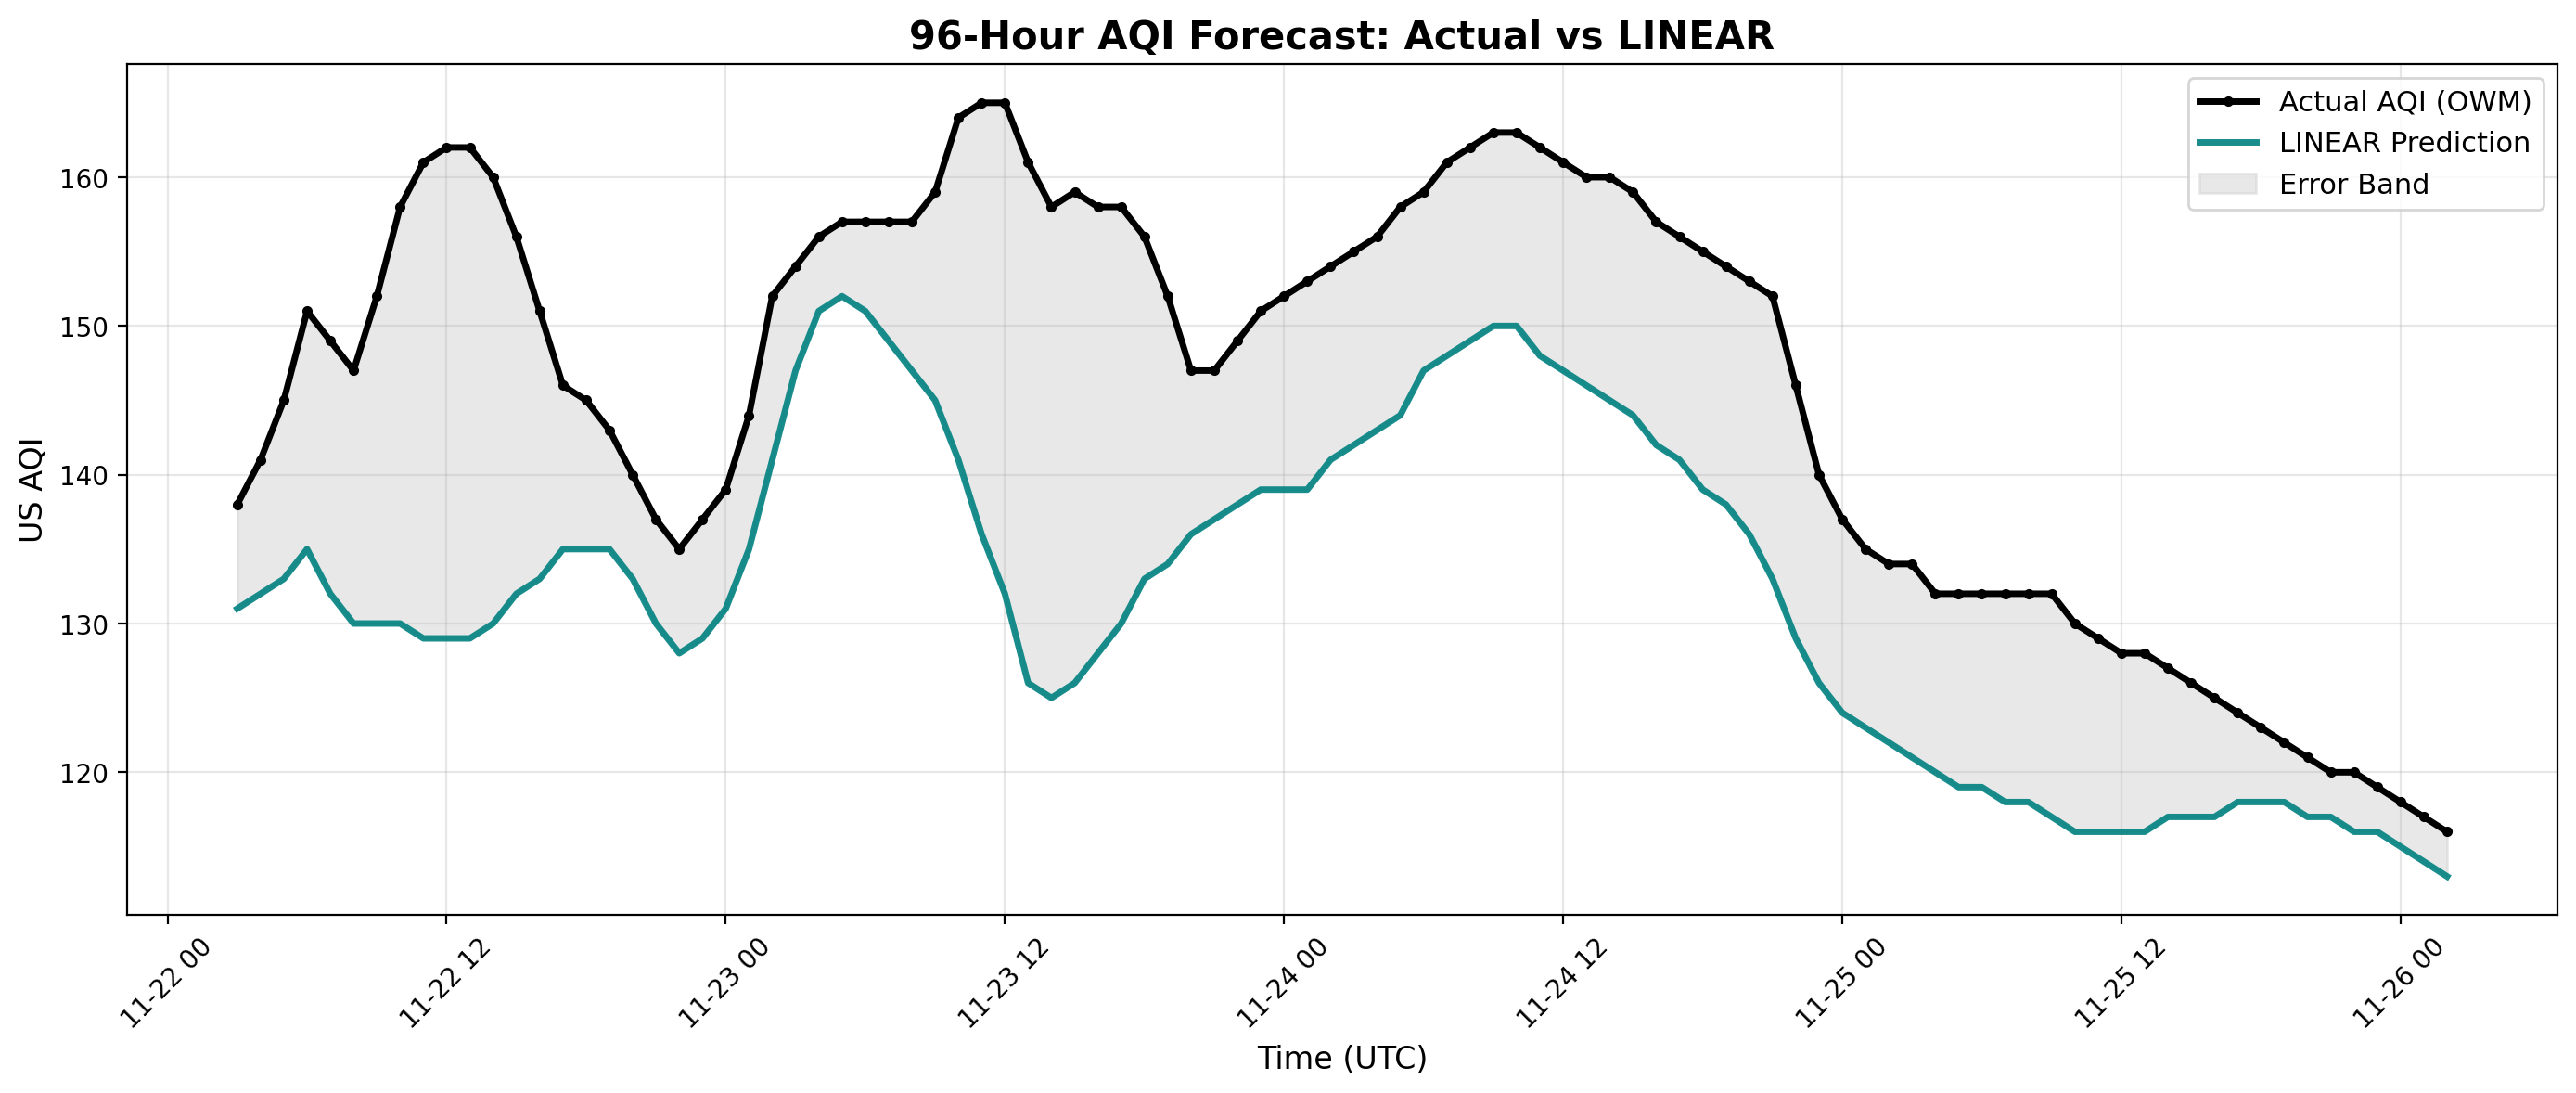 96-Hour AQI Forecast: Actual vs LINEAR
Actual AQI (OWM)
LINEAR Prediction
Error Band
US AQI
160
150
140
130
120
11-22 00
11-22 12
11-23 00
11-23 12
11-24 00
11-24 12
11-25 00
11-25 12
11-26 00
Time (UTC)